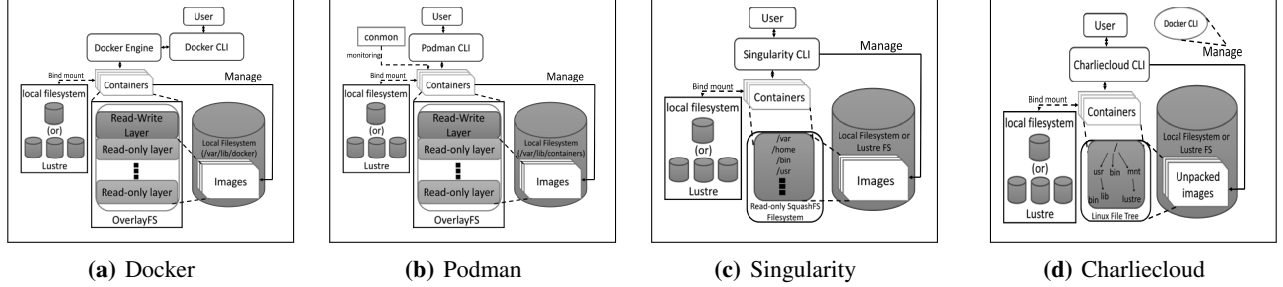 User
Docker Engine
Docker CLI
Bind mount
Containers
Manage
local filesystem
(or)
Lustre
Read-Write
Layer
Read-only layer
Read-only layer
OverlayFS
Local Filesystem
(/var/lib/docker)
Images
(a) Docker
User
conmon
Podman CLI
monitoring
Bind mount
Containers
Manage
local filesystem
(or)
Lustre
Read-Write
Layer
Read-only layer
Read-only layer
OverlayFS
Local Filesystem
(/var/lib/containers)
Images
(b) Podman
User
Singularity CLI
Manage
Bind mount
Containers
local filesystem
(or)
Lustre
/var
/home
/bin
/usr
Read-only SquashFS
Filesystem
Local Filesystem or
Lustre FS
Images
(c) Singularity
User
Docker CLI
Manage
Charliecloud CLI
Bind mount
Containers
local filesystem
(or)
Lustre
/
usr bin mnt
bin lib lustre
Linux File Tree
Local Filesystem or
Lustre FS
Unpacked
images
(d) Charliecloud